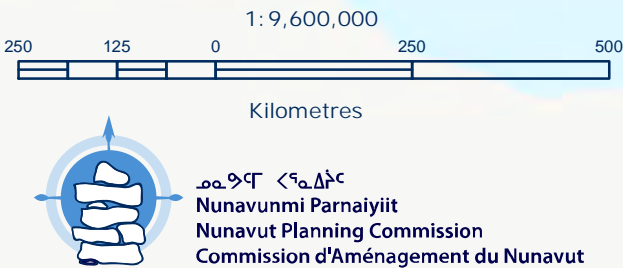 1:9,600,000
250 125 0 250 500
Kilometres
ᓄᓇᕗᑦᒥ ᐸᕐᓇᐃᔩᑦ
Nunavunmi Parnaiyiit
Nunavut Planning Commission
Commission d'Aménagement du Nunavut